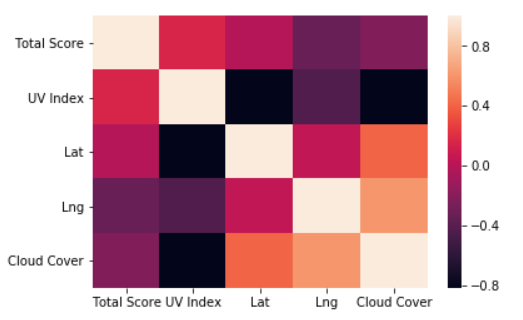 Total Score
UV Index
Lat
Lng
Cloud Cover
Total Score UV Index Lat Lng Cloud Cover
0.8
0.4
0.0
−0.4
−0.8